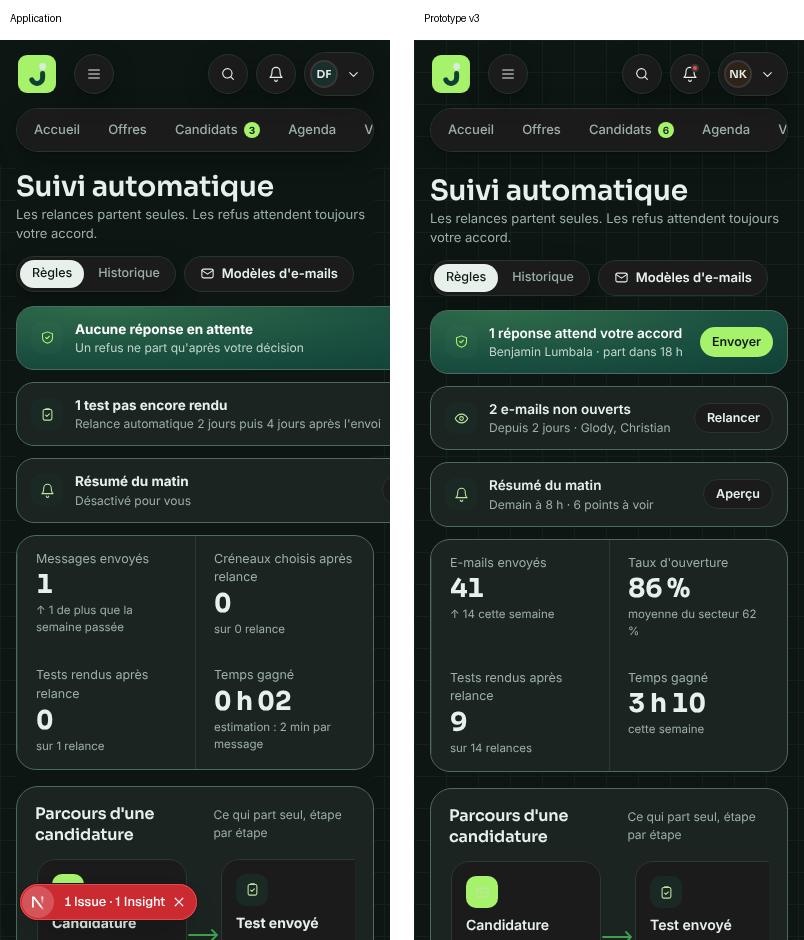 Application
DF
Accueil Offres Candidats 3 Agenda V
Suivi automatique
Les relances partent seules. Les refus attendent toujours
votre accord.
Règles Historique Modèles d'e-mails
Aucune réponse en attente
Un refus ne part qu'après votre décision
1 test pas encore rendu
Relance automatique 2 jours puis 4 jours après l'envoi
Résumé du matin
Désactivé pour vous
Messages envoyés
1
↑ 1 de plus que la
semaine passée
Créneaux choisis après
relance
0
sur 0 relance
Tests rendus après
relance
0
sur 1 relance
Temps gagné
0 h 02
estimation : 2 min par
message
Parcours d'une
candidature
Ce qui part seul, étape
par étape
Candidature
Test envoyé
N 1 Issue · 1 Insight
Prototype v3
NK
Accueil Offres Candidats 6 Agenda V
Suivi automatique
Les relances partent seules. Les refus attendent toujours
votre accord.
Règles Historique Modèles d'e-mails
1 réponse attend votre accord
Benjamin Lumbala · part dans 18 h
Envoyer
2 e-mails non ouverts
Depuis 2 jours · Glody, Christian
Relancer
Résumé du matin
Demain à 8 h · 6 points à voir
Aperçu
E-mails envoyés
41
↑ 14 cette semaine
Taux d'ouverture
86 %
moyenne du secteur 62
%
Tests rendus après
relance
9
sur 14 relances
Temps gagné
3 h 10
cette semaine
Parcours d'une
candidature
Ce qui part seul, étape
par étape
Candidature
Test envoyé